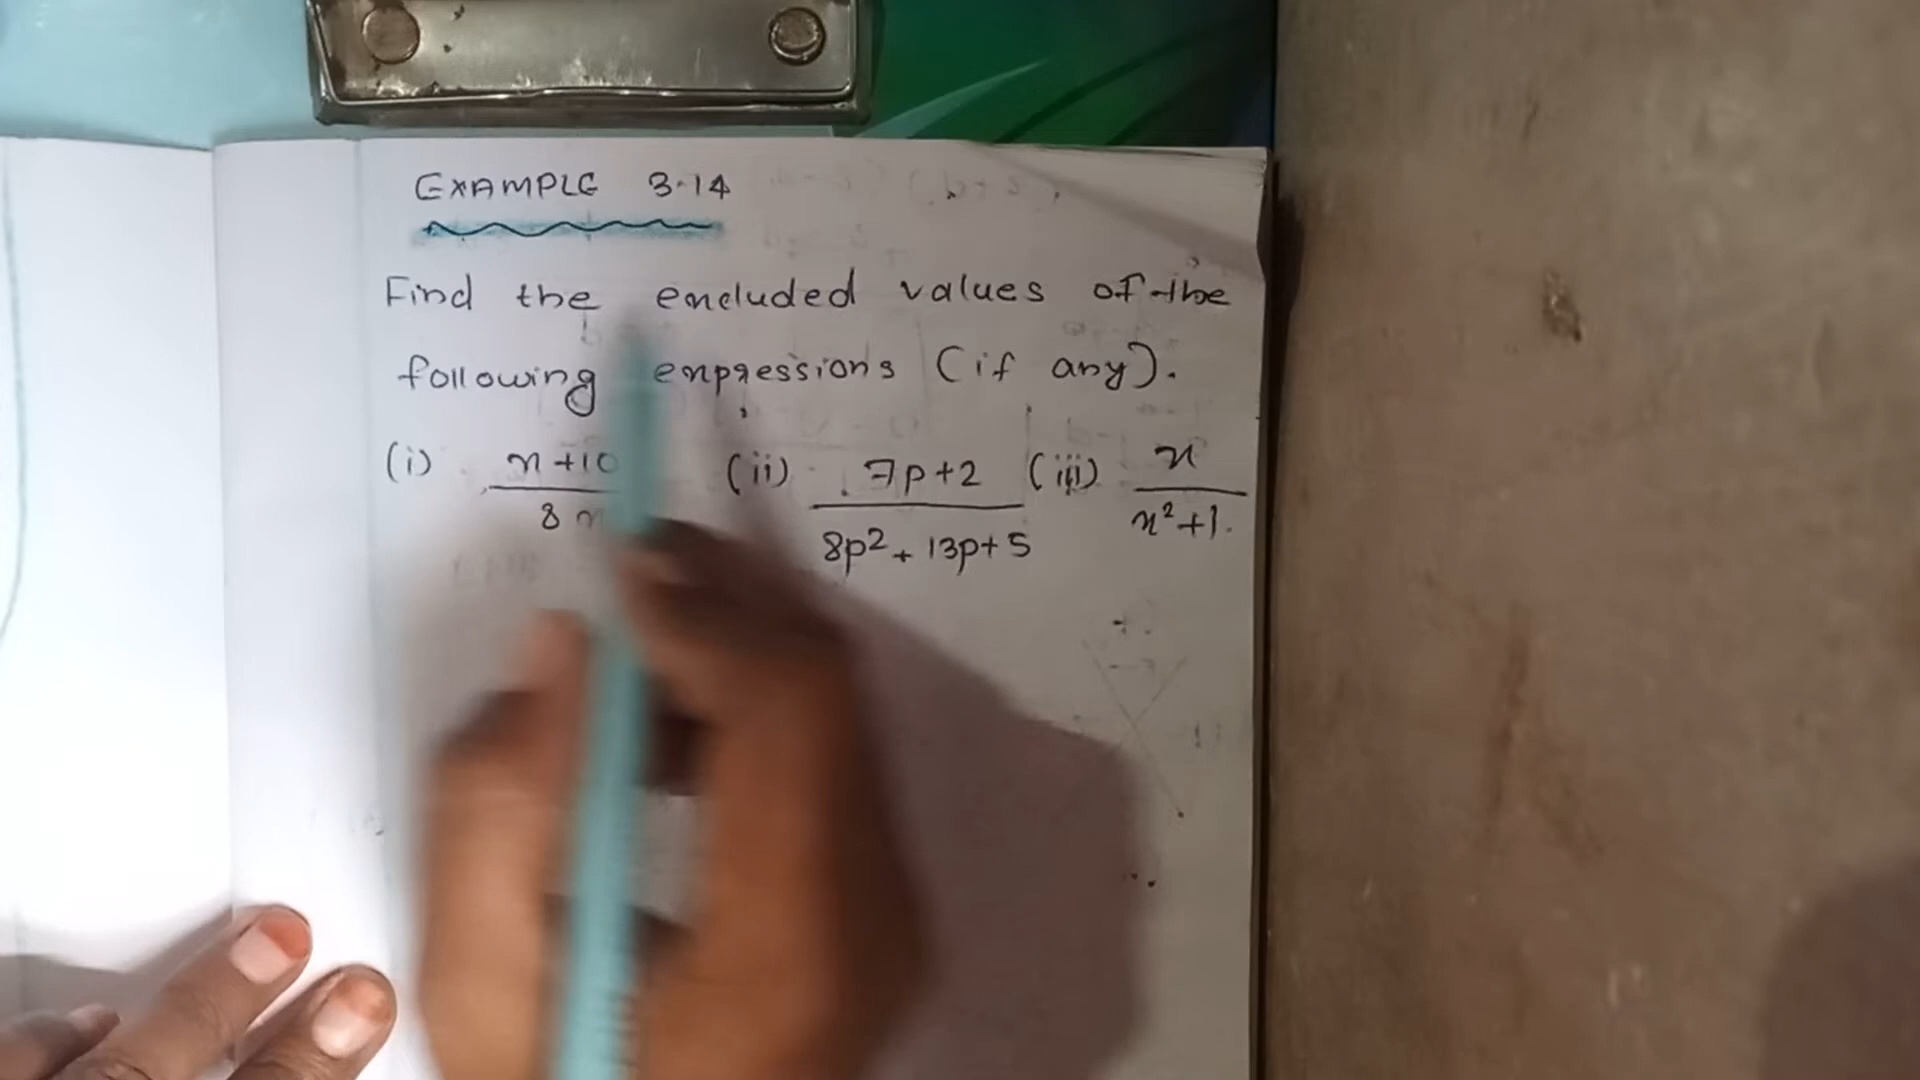 EXAMPLE 3.14
Find the encluded values of the
following expressions (if any).
(i) x+10 (ii) 7p+2 (iii) x
8x 8p²+13p+5 x²+1.